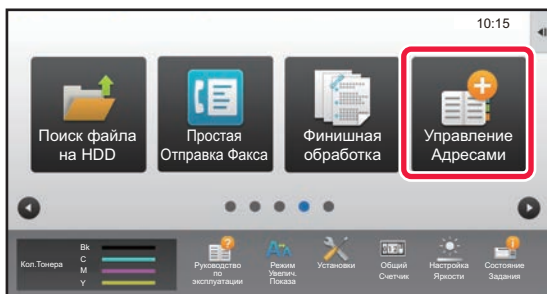 10:15
Поиск файла
на HDD
Простая
Отправка Факса
Финишная
обработка
Управление
Адресами
Кол.Тонера
Bk
C
M
Y
Руководство
по
эксплуатации
Режим
Увелич.
Показа
Установки
Общий
Счетчик
Настройка
Яркости
Состояние
Задания